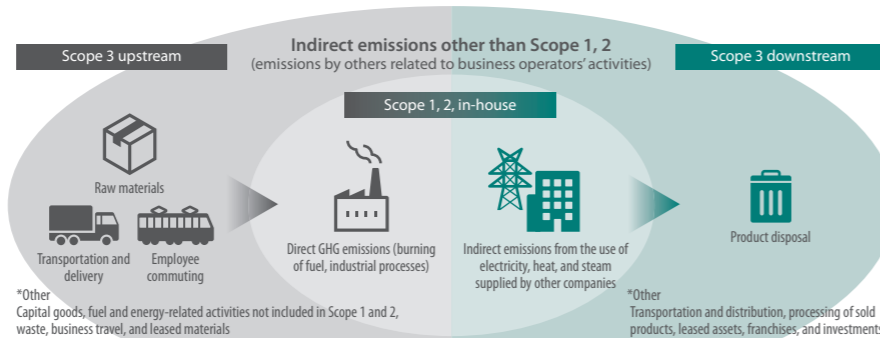 Scope 3 upstream
Indirect emissions other than Scope 1, 2
(emissions by others related to business operators' activities)
Scope 3 downstream
Scope 1, 2, in-house
Raw materials
Transportation and
delivery
Employee
commuting
Direct GHG emissions (burning
of fuel, industrial processes)
Indirect emissions from the use of
electricity, heat, and steam
supplied by other companies
Product disposal
*Other
Capital goods, fuel and energy-related activities not included in Scope 1 and 2,
waste, business travel, and leased materials
*Other
Transportation and distribution, processing of sold
products, leased assets, franchises, and investments